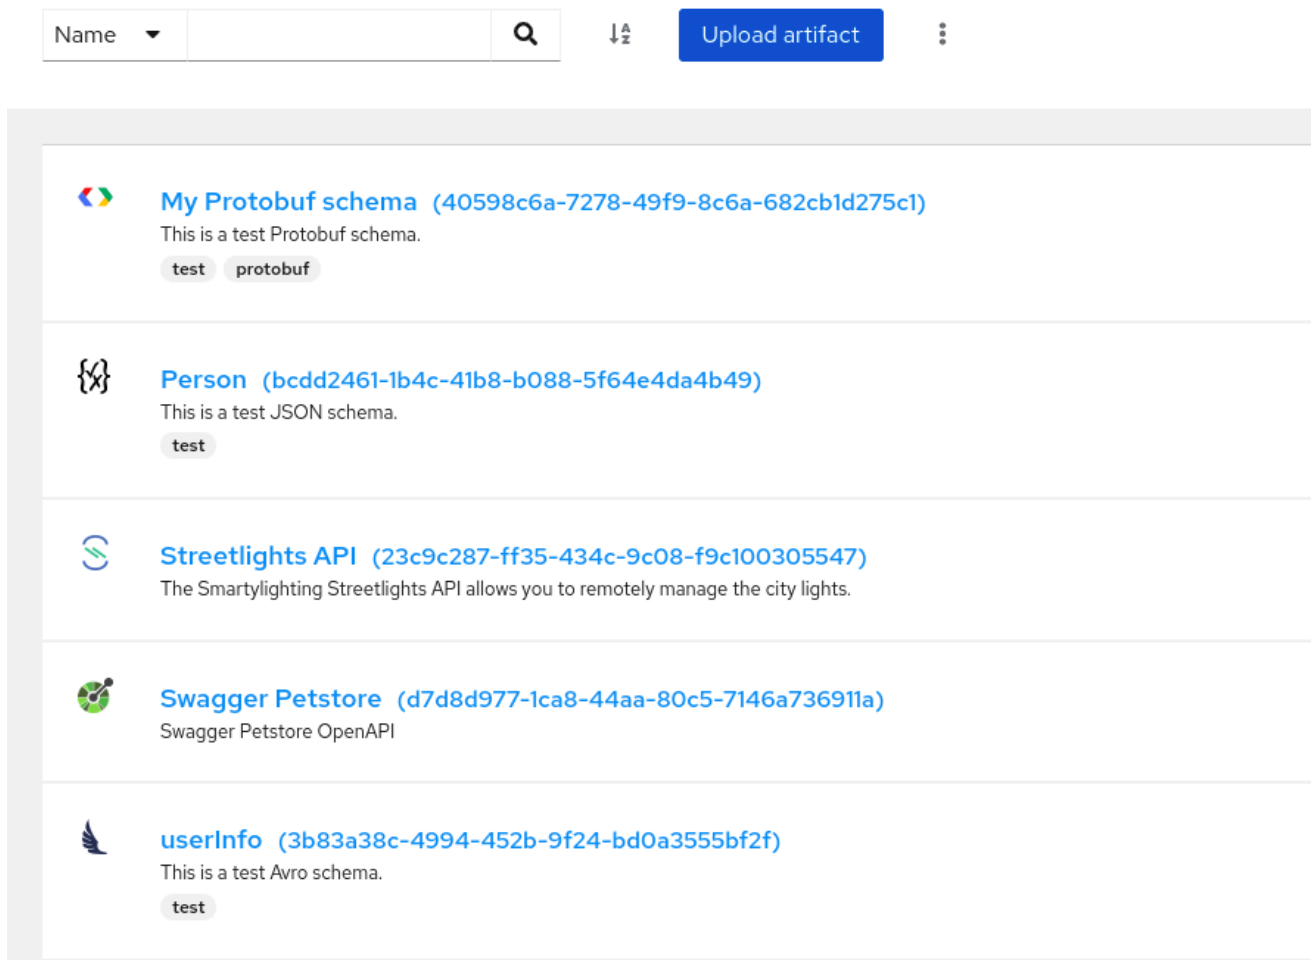 Name Upload artifact
My Protobuf schema (40598c6a-7278-49f9-8c6a-682cb1d275c1)
This is a test Protobuf schema.
test protobuf
Person (bcdd2461-1b4c-41b8-b088-5f64e4da4b49)
This is a test JSON schema.
test
Streetlights API (23c9c287-ff35-434c-9c08-f9c100305547)
The Smartylighting Streetlights API allows you to remotely manage the city lights.
Swagger Petstore (d7d8d977-1ca8-44aa-80c5-7146a736911a)
Swagger Petstore OpenAPI
userInfo (3b83a38c-4994-452b-9f24-bd0a3555bf2f)
This is a test Avro schema.
test